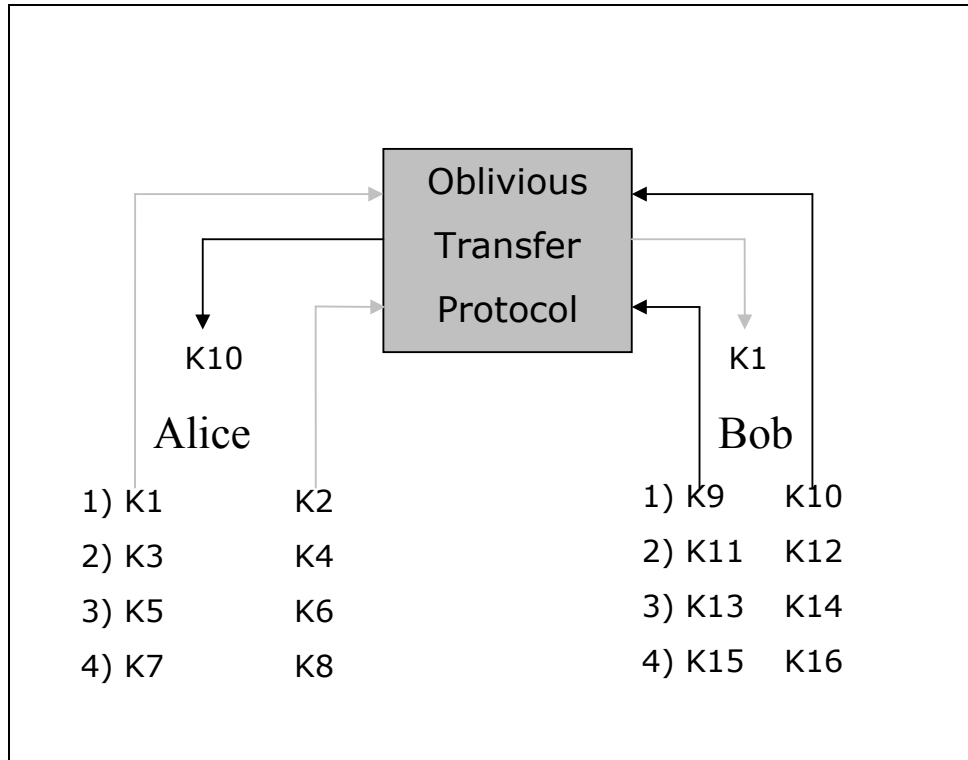 Oblivious
Transfer
Protocol
K10
K1
Alice
Bob
1) K1 K2
2) K3 K4
3) K5 K6
4) K7 K8
1) K9 K10
2) K11 K12
3) K13 K14
4) K15 K16